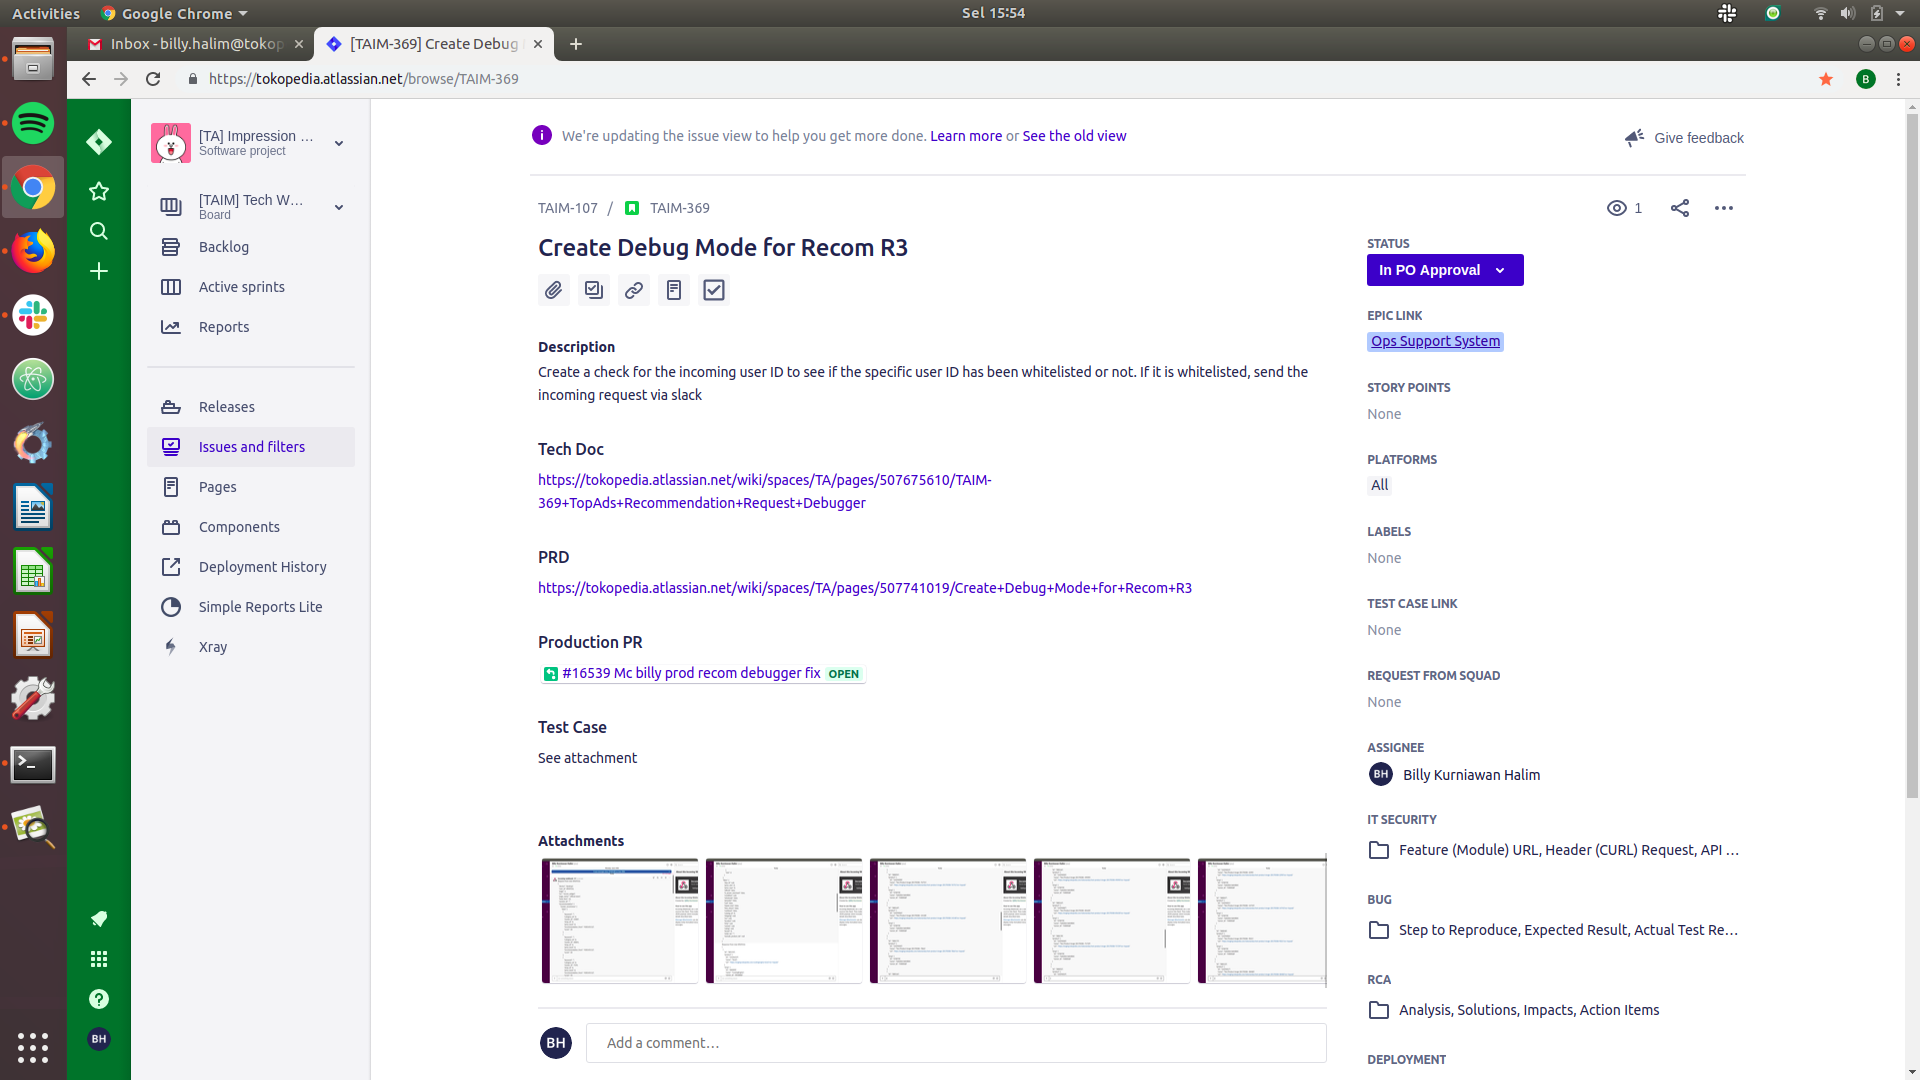 Activities
Google Chrome
Sel 15:54
Inbox - billy.halim@tokop
[TAIM-369] Create Debug
https://tokopedia.atlassian.net/browse/TAIM-369
B
[TA] Impression ...
Software project
[TAIM] Tech W...
Board
Backlog
Active sprints
Reports
Releases
Issues and filters
Pages
Components
Deployment History
Simple Reports Lite
Xray
BH
We're updating the issue view to help you get more done. Learn more or See the old view
Give feedback
TAIM-107 / TAIM-369
1
Create Debug Mode for Recom R3
Description
Create a check for the incoming user ID to see if the specific user ID has been whitelisted or not. If it is whitelisted, send the
incoming request via slack
Tech Doc
https://tokopedia.atlassian.net/wiki/spaces/TA/pages/507675610/TAIM-
369+TopAds+Recommendation+Request+Debugger
PRD
https://tokopedia.atlassian.net/wiki/spaces/TA/pages/507741019/Create+Debug+Mode+for+Recom+R3
Production PR
#16539 Mc billy prod recom debugger fix OPEN
Test Case
See attachment
Attachments
BH
Add a comment...
STATUS
In PO Approval
EPIC LINK
Ops Support System
STORY POINTS
None
PLATFORMS
All
LABELS
None
TEST CASE LINK
None
REQUEST FROM SQUAD
None
ASSIGNEE
BH Billy Kurniawan Halim
IT SECURITY
Feature (Module) URL, Header (CURL) Request, API ...
BUG
Step to Reproduce, Expected Result, Actual Test Re...
RCA
Analysis, Solutions, Impacts, Action Items
DEPLOYMENT